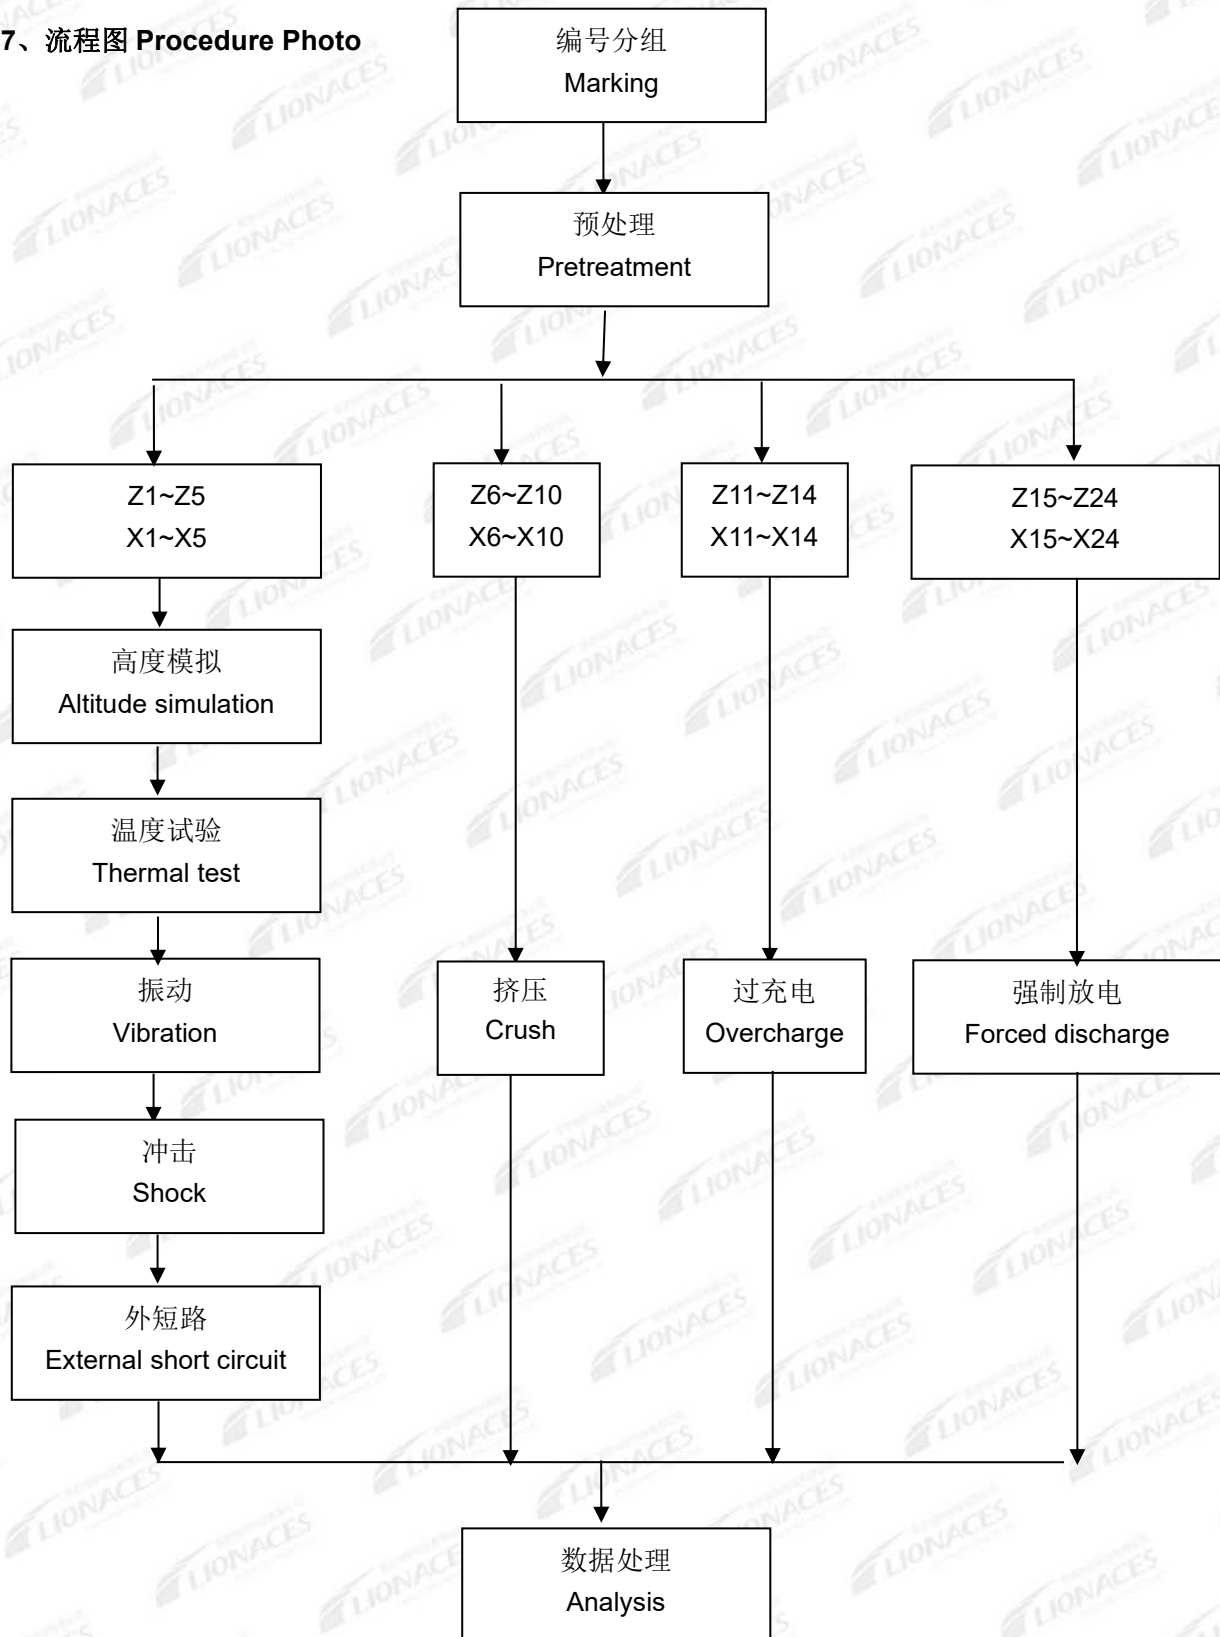 7、流程图 Procedure Photo
编号分组
Marking
预处理
Pretreatment
Z1~Z5
X1~X5
Z6~Z10
X6~X10
Z11~Z14
X11~X14
Z15~Z24
X15~X24
高度模拟
Altitude simulation
温度试验
Thermal test
振动
Vibration
挤压
Crush
过充电
Overcharge
强制放电
Forced discharge
冲击
Shock
外短路
External short circuit
数据处理
Analysis
LIONACES